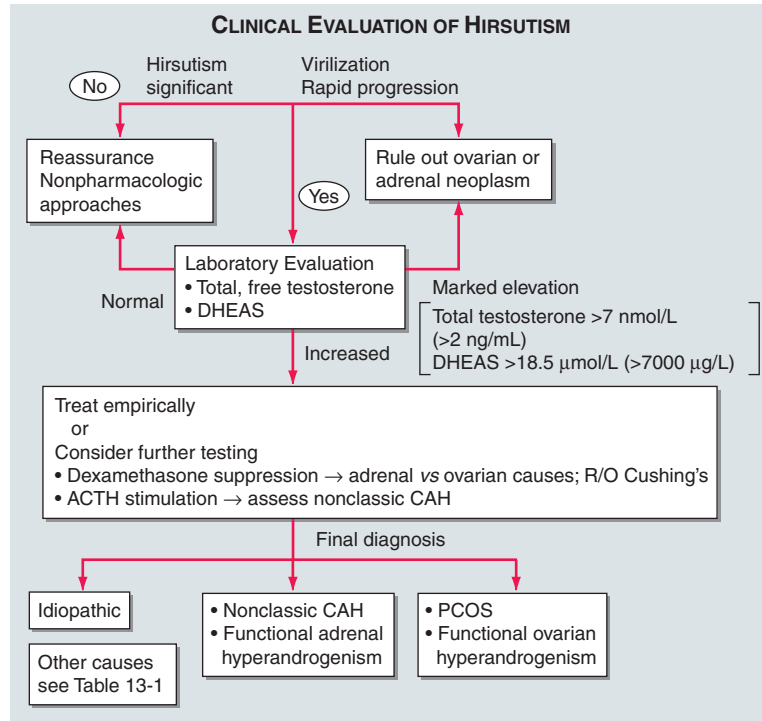 CLINICAL EVALUATION OF HIRSUTISM
Hirsutism
significant
Virilization
Rapid progression
No
Reassurance
Nonpharmacologic
approaches
Rule out ovarian or
adrenal neoplasm
Yes
Laboratory Evaluation
• Total, free testosterone
• DHEAS
Normal
Marked elevation
Total testosterone >7 nmol/L
(>2 ng/mL)
DHEAS >18.5 μmol/L (>7000 μg/L)
Increased
Treat empirically
or
Consider further testing
• Dexamethasone suppression → adrenal vs ovarian causes; R/O Cushing's
• ACTH stimulation → assess nonclassic CAH
Final diagnosis
Idiopathic
• Nonclassic CAH
• Functional adrenal
hyperandrogenism
• PCOS
• Functional ovarian
hyperandrogenism
Other causes
see Table 13-1